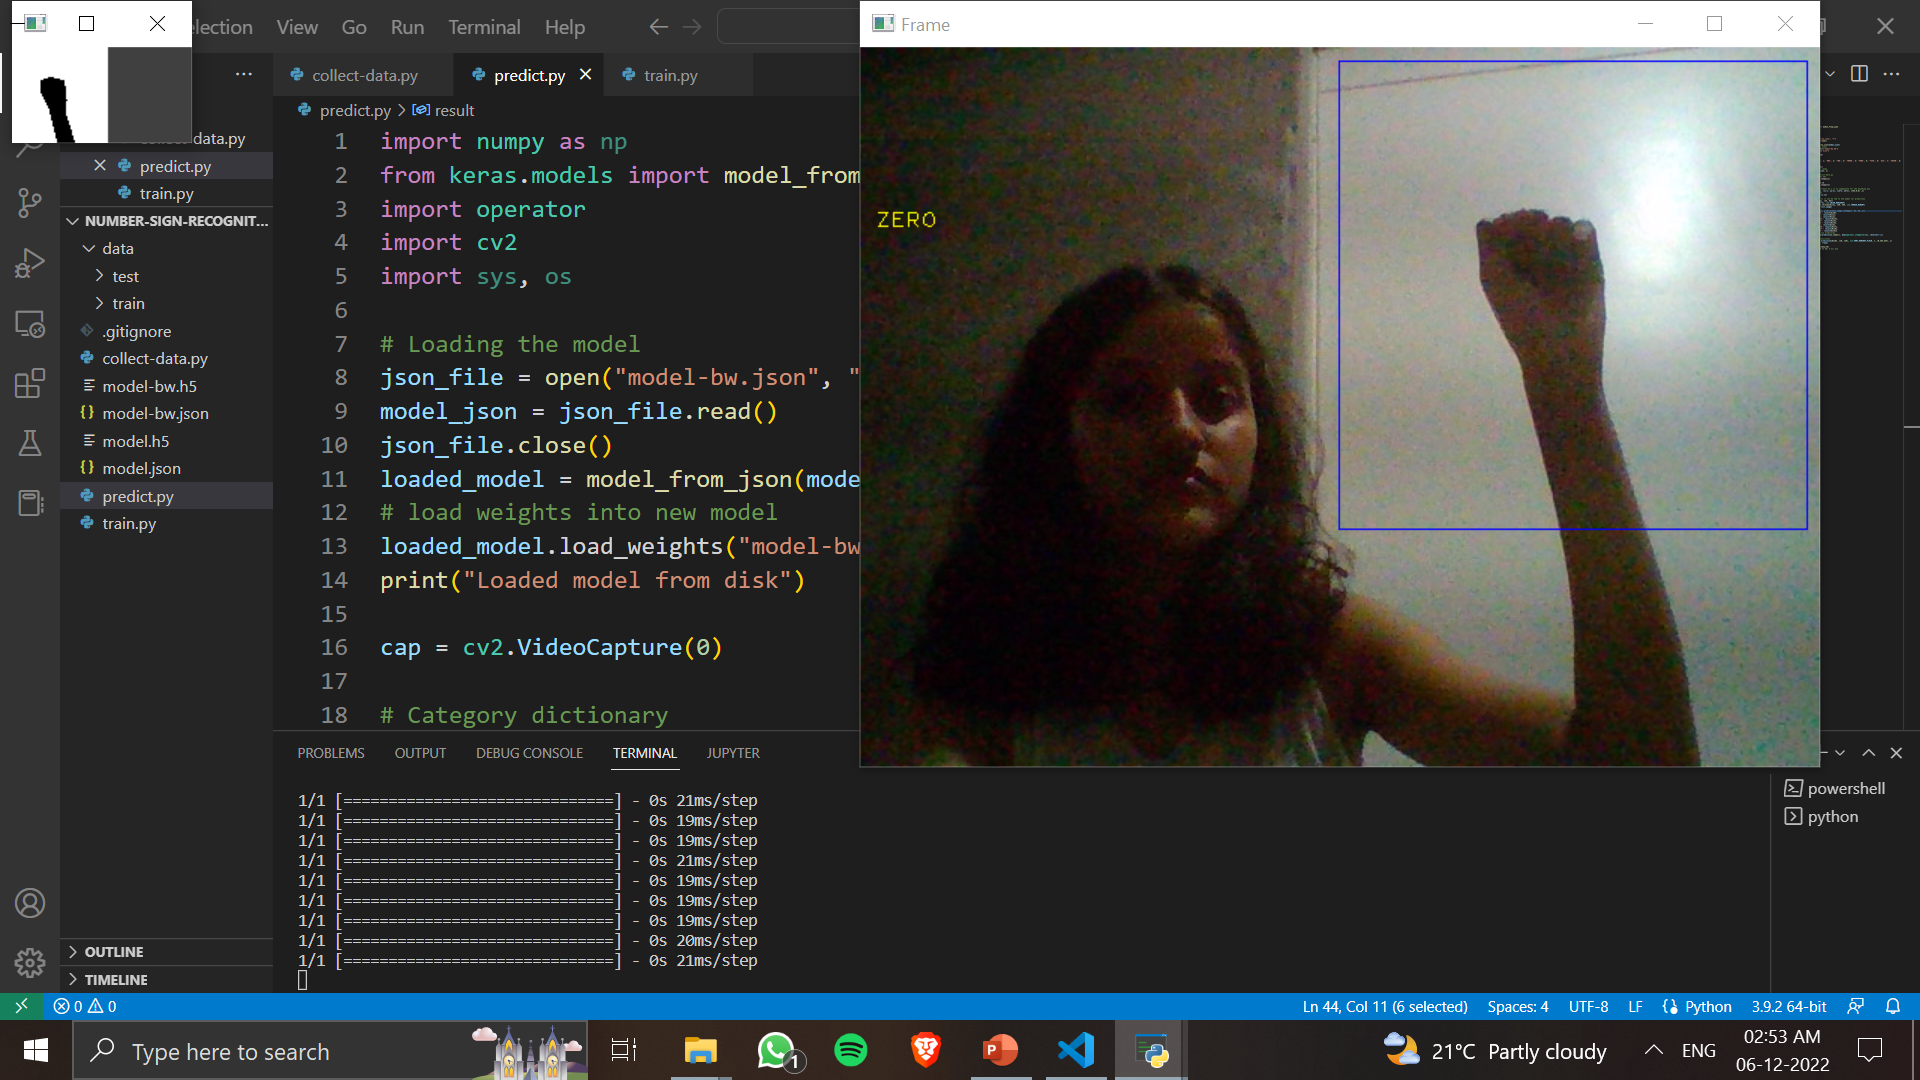 election View Go Run Terminal Help
Frame
collect-data.py predict.py train.py
predict.py > result
data.py
predict.py
train.py
NUMBER-SIGN-RECOGNIT...
data
test
train
.gitignore
collect-data.py
model-bw.h5
model-bw.json
model.h5
model.json
predict.py
train.py
OUTLINE
TIMELINE
1 import numpy as np
2 from keras.models import model_from
3 import operator
4 import cv2
5 import sys, os
6
7 # Loading the model
8 json_file = open("model-bw.json", "
9 model_json = json_file.read()
10 json_file.close()
11 loaded_model = model_from_json(mode
12 # load weights into new model
13 loaded_model.load_weights("model-bw
14 print("Loaded model from disk")
15
16 cap = cv2.VideoCapture(0)
17
18 # Category dictionary
ZERO
PROBLEMS OUTPUT DEBUG CONSOLE TERMINAL JUPYTER
1/1 [==============================] - 0s 21ms/step
1/1 [==============================] - 0s 19ms/step
1/1 [==============================] - 0s 19ms/step
1/1 [==============================] - 0s 21ms/step
1/1 [==============================] - 0s 19ms/step
1/1 [==============================] - 0s 19ms/step
1/1 [==============================] - 0s 19ms/step
1/1 [==============================] - 0s 20ms/step
1/1 [==============================] - 0s 21ms/step
powershell
python
0 0 Ln 44, Col 11 (6 selected) Spaces: 4 UTF-8 LF Python 3.9.2 64-bit
Type here to search
1
21°C Partly cloudy ENG
02:53 AM
06-12-2022